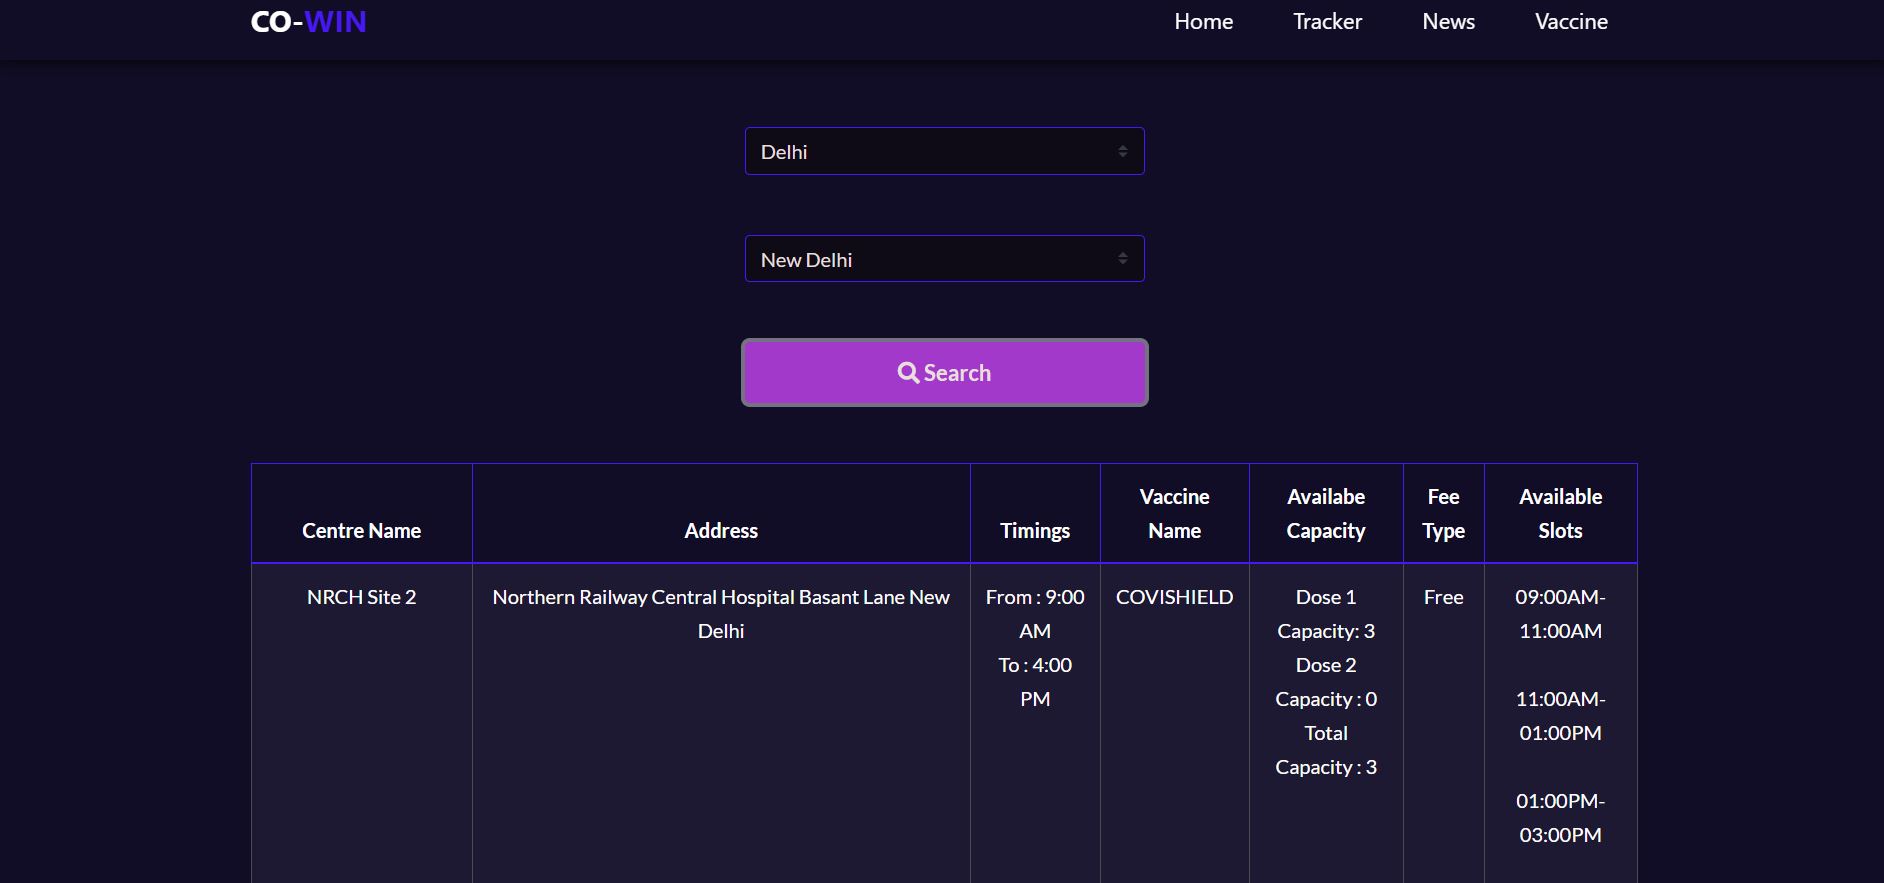 CO-WIN
Home Tracker News Vaccine
Delhi
New Delhi
Search
Centre Name
Address
Timings
Vaccine
Name
Availabe
Capacity
Fee
Type
Available
Slots
NRCH Site 2
Northern Railway Central Hospital Basant Lane New
Delhi
From : 9:00
AM
To : 4:00
PM
COVISHIELD
Dose 1
Capacity: 3
Dose 2
Capacity : 0
Total
Capacity : 3
Free
09:00AM-
11:00AM
11:00AM-
01:00PM
01:00PM-
03:00PM